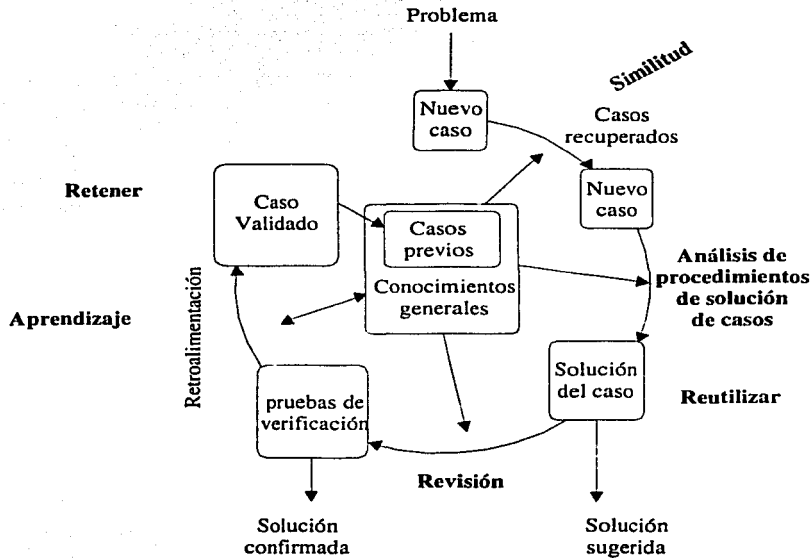 Problema
Similitud
Nuevo
caso
Casos
recuperados
Retener
Caso
Validado
Nuevo
caso
Casos
previos
Conocimientos
generales
Análisis de
procedimientos
de solución
de casos
Aprendizaje
Retroalimentación
Solución
del caso
Reutilizar
pruebas de
verificación
Revisión
Solución
confirmada
Solución
sugerida